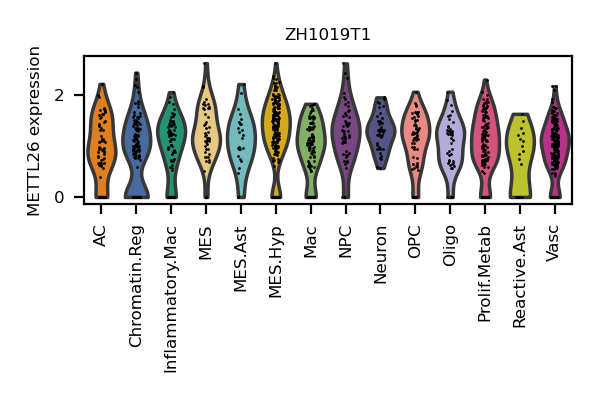 ZH1019T1
METTL26 expression
2
0
AC
Chromatin.Reg
Inflammatory.Mac
MES
MES.Ast
MES.Hyp
Mac
NPC
Neuron
OPC
Oligo
Prolif.Metab
Reactive.Ast
Vasc